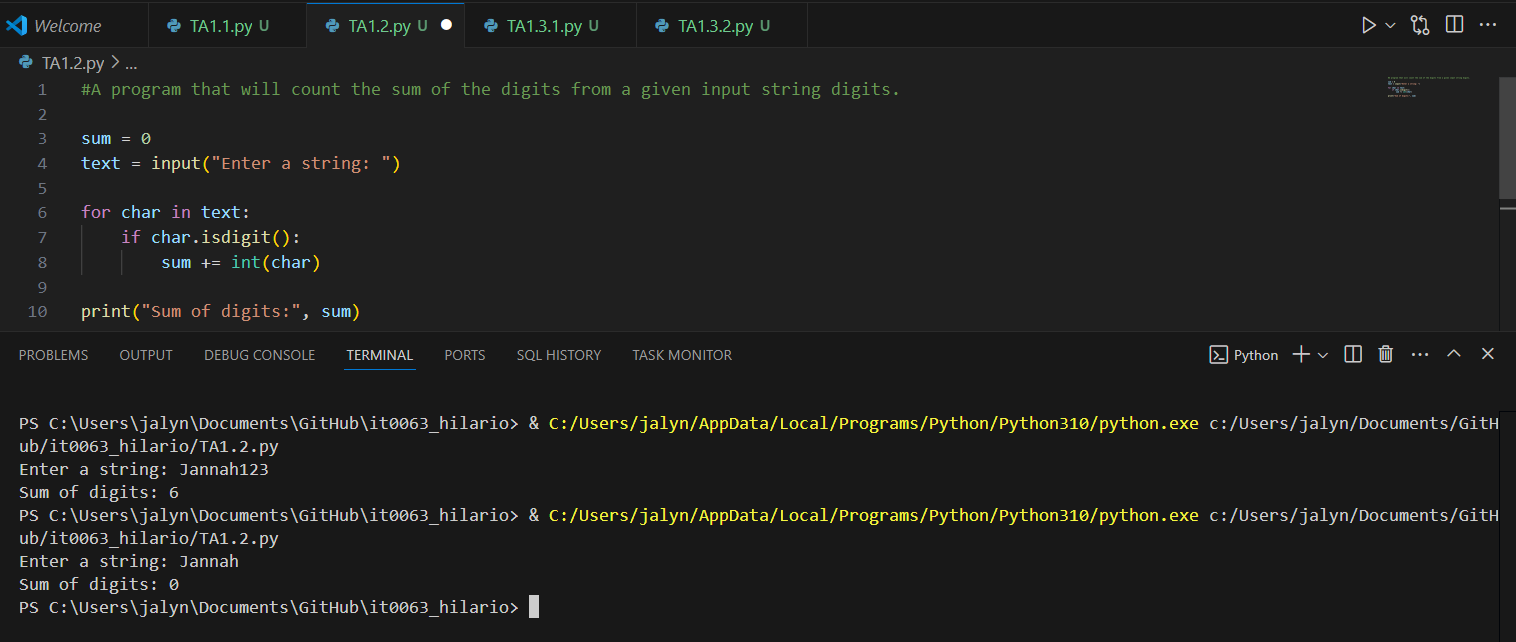 Welcome TA1.1.py U TA1.2.py U TA1.3.1.py U TA1.3.2.py U
TA1.2.py > ...
1 #A program that will count the sum of the digits from a given input string digits.
2
3 sum = 0
4 text = input("Enter a string: ")
5
6 for char in text:
7 if char.isdigit():
8 sum += int(char)
9
10 print("Sum of digits:", sum)
PROBLEMS OUTPUT DEBUG CONSOLE TERMINAL PORTS SQL HISTORY TASK MONITOR Python
PS C:\Users\jalyn\Documents\GitHub\it0063_hilario> & C:/Users/jalyn/AppData/Local/Programs/Python/Python310/python.exe c:/Users/jalyn/Documents/GitH
ub/it0063_hilario/TA1.2.py
Enter a string: Jannah123
Sum of digits: 6
PS C:\Users\jalyn\Documents\GitHub\it0063_hilario> & C:/Users/jalyn/AppData/Local/Programs/Python/Python310/python.exe c:/Users/jalyn/Documents/GitH
ub/it0063_hilario/TA1.2.py
Enter a string: Jannah
Sum of digits: 0
PS C:\Users\jalyn\Documents\GitHub\it0063_hilario>